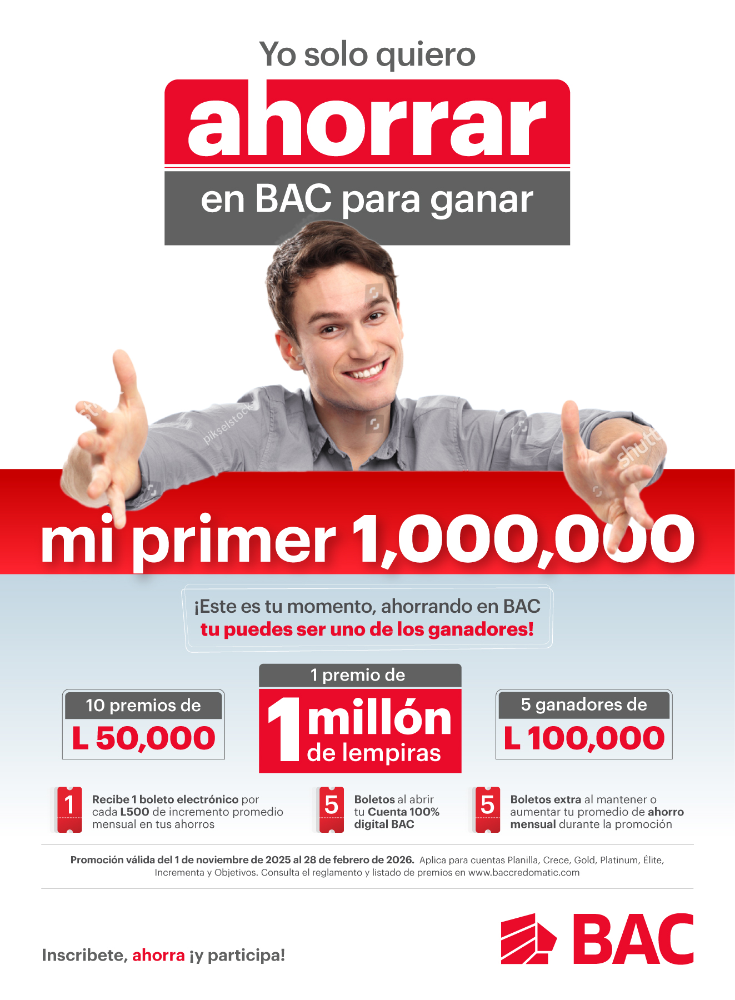 Yo solo quiero
ahorrar
en BAC para ganar
pikselstock
shutt
mi primer 1,000,000
¡Este es tu momento, ahorrando en BAC
tu puedes ser uno de los ganadores!
10 premios de
L 50,000
1 premio de
1 millón
de lempiras
5 ganadores de
L 100,000
1
Recibe 1 boleto electrónico por
cada L500 de incremento promedio
mensual en tus ahorros
5
Boletos al abrir
tu Cuenta 100%
digital BAC
5
Boletos extra al mantener o
aumentar tu promedio de ahorro
mensual durante la promoción
Promoción válida del 1 de noviembre de 2025 al 28 de febrero de 2026. Aplica para cuentas Planilla, Crece, Gold, Platinum, Élite,
Incrementa y Objetivos. Consulta el reglamento y listado de premios en www.baccredomatic.com
Inscribete, ahorra ¡y participa!
BAC